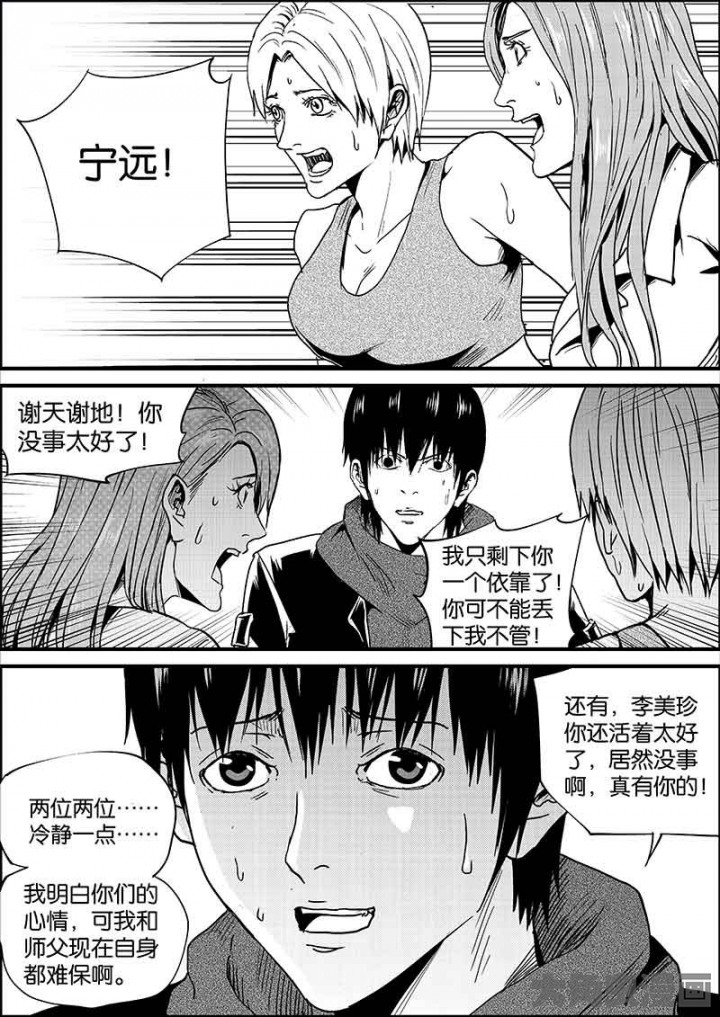 宁远！
谢天谢地！你
没事太好了！
我只剩下你
一个依靠了！
你可不能丢
下我不管！
还有，李美珍
你还活着太好
了，居然没事
啊，真有你的！
两位两位……
冷静一点……
我明白你们的
心情，可我和
师父现在自身
都难保啊。